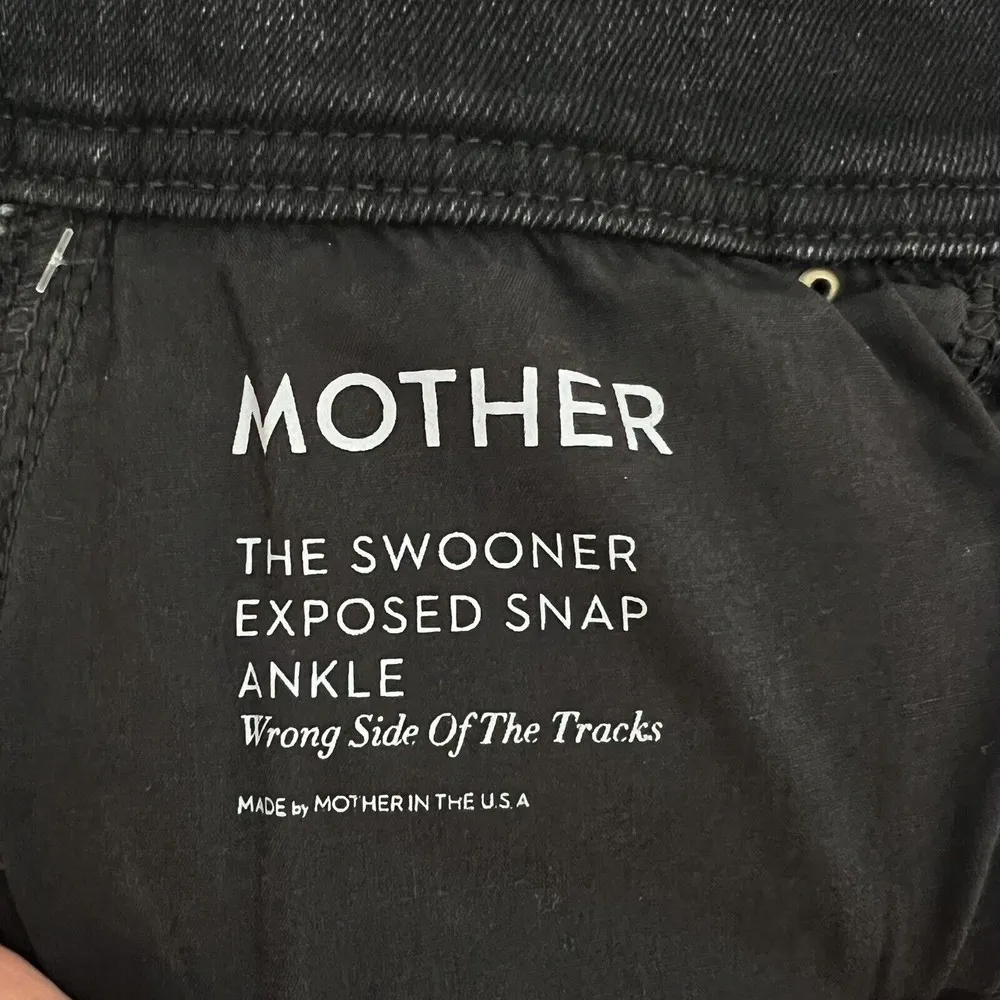 MOTHER
THE SWOONER
EXPOSED SNAP
ANKLE
Wrong Side Of The Tracks
MADE by MOTHER IN THE U.S.A